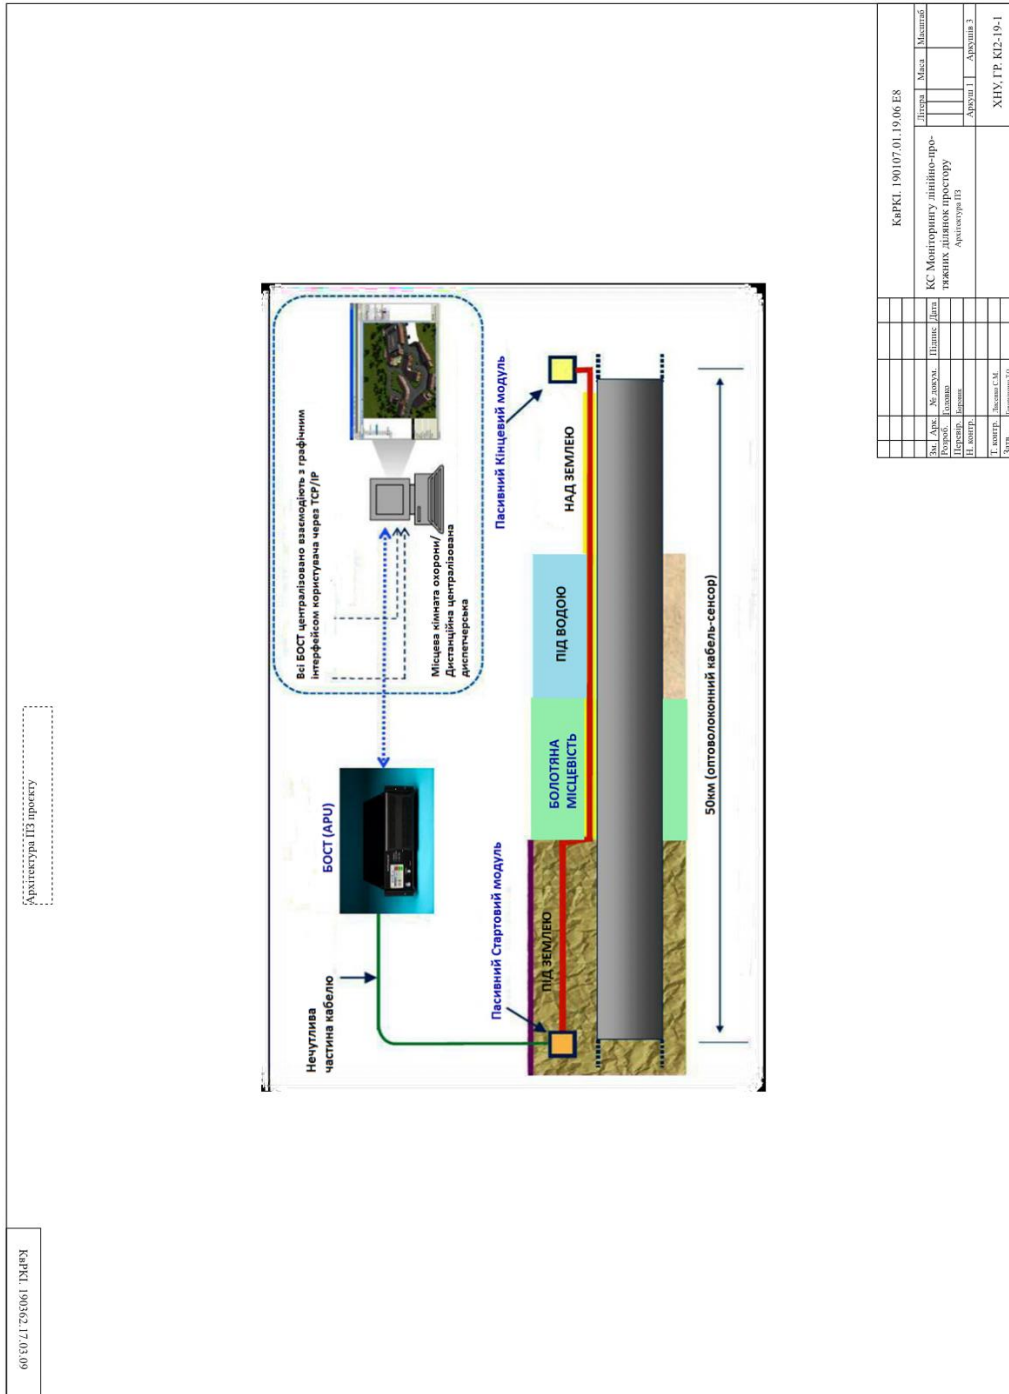 Архітектура ПЗ проєкту
Всі БОСТ централізовано взаємодіють з графічним
інтерфейсом користувача через TCP/IP
Місцева кімната охорони/
Дистанційна централізована
диспетчерська
БОСТ (APU)
Нечутлива
частина кабелю
Пасивний Стартовий модуль
Пасивний Кінцевий модуль
ПІД ЗЕМЛЕЮ
БОЛОТЯНА
МІСЦЕВІСТЬ
ПІД ВОДОЮ
НАД ЗЕМЛЕЮ
50км (оптоволоконний кабель-сенсор)
КвРКІ. 190362.17.03.09
КвРКІ. 190107.01.19.06 Е8
Зм. Арк. № докум. Підпис Дата
Розроб. Головко
Перевір.
Н. контр.
Т. контр. Лисенко С.М.
Затв.
КС Моніторингу лінійно-про-
тяжних ділянок простору
Архітектура ПЗ
Літера Маса Масштаб
Аркуш 1 Аркушів 3
ХНУ, ГР. КІ2-19-1